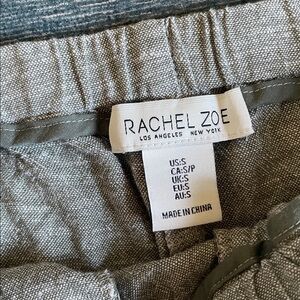 RACHEL ZOE
LOS ANGELES NEW YORK
US:S
CA:S/P
UK:S
EU:S
AU:S
MADE IN CHINA